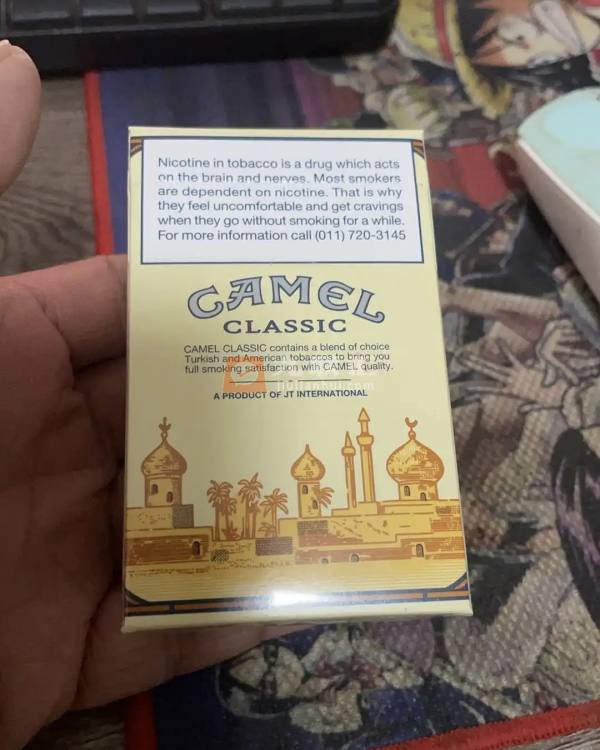 Nicotine in tobacco is a drug which acts
on the brain and nerves. Most smokers
are dependent on nicotine. That is why
they feel uncomfortable and get cravings
when they go without smoking for a while.
For more information call (011) 720-3145
CAMEL
CLASSIC
CAMEL CLASSIC contains a blend of choice
Turkish and American tobaccos to bring you
full smoking satisfaction with CAMEL quality.
A PRODUCT OF JT INTERNATIONAL